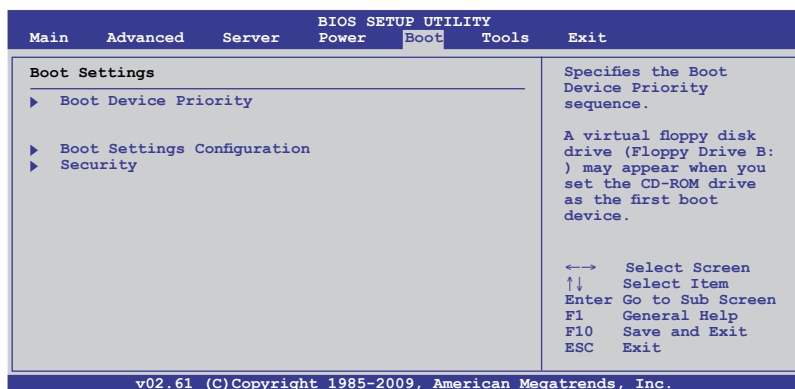 BIOS SETUP UTILITY
Main Advanced Server Power Boot Tools Exit
Boot Settings
Boot Device Priority
Boot Settings Configuration
Security
Specifies the Boot
Device Priority
sequence.
A virtual floppy disk
drive (Floppy Drive B:
) may appear when you
set the CD-ROM drive
as the first boot
device.
←→ Select Screen
↑↓ Select Item
Enter Go to Sub Screen
F1 General Help
F10 Save and Exit
ESC Exit
v02.61 (C)Copyright 1985-2009, American Megatrends, Inc.